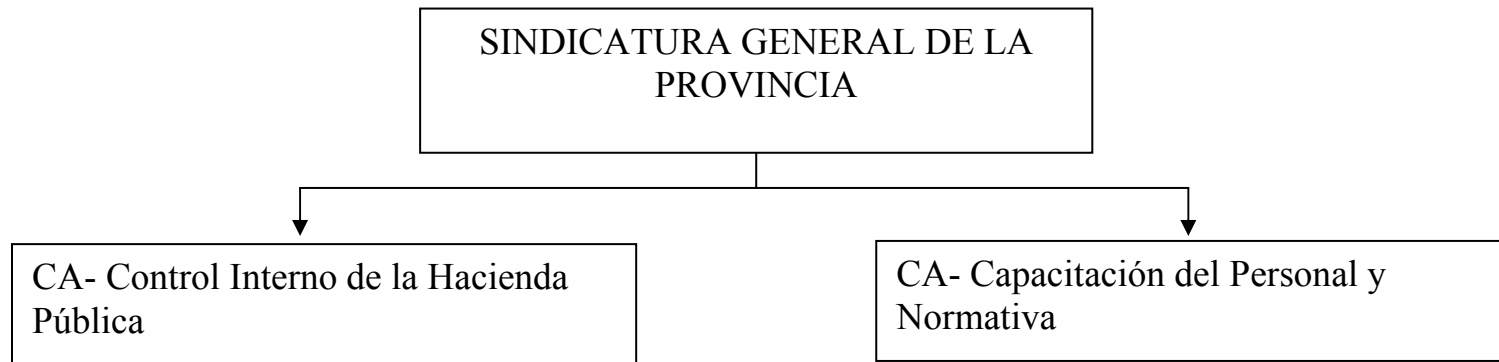 SINDICATURA GENERAL DE LA
PROVINCIA
CA- Control Interno de la Hacienda
Pública
CA- Capacitación del Personal y
Normativa